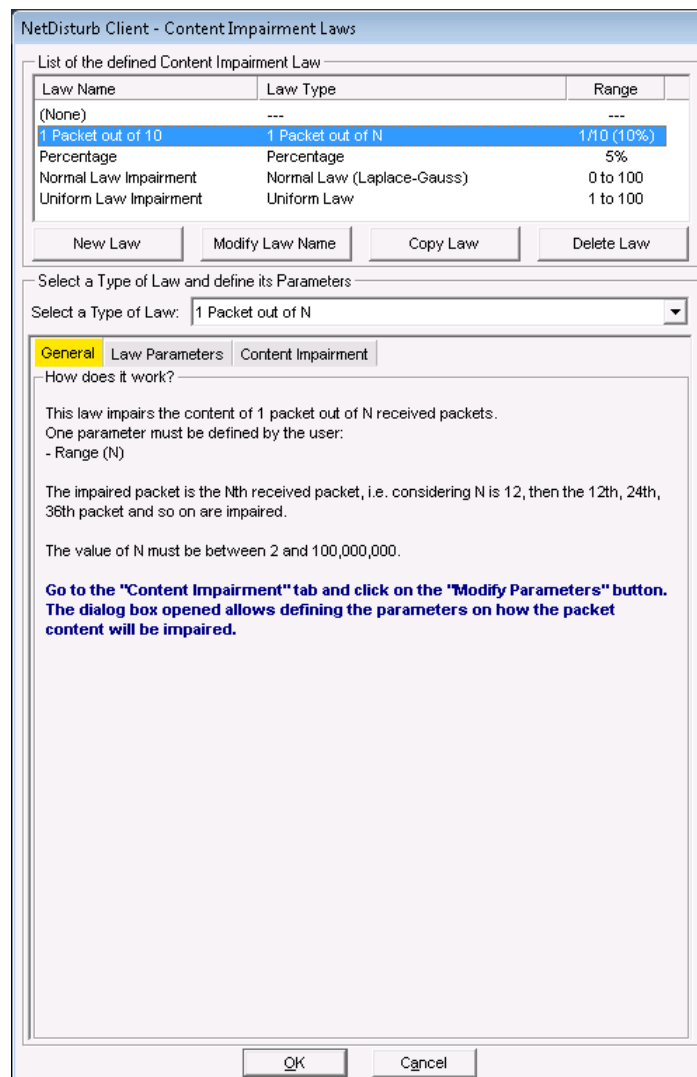 NetDisturb Client - Content Impairment Laws
List of the defined Content Impairment Law
Law Name Law Type Range
(None) --- ---
1 Packet out of 10 1 Packet out of N 1/10 (10%)
Percentage Percentage 5%
Normal Law Impairment Normal Law (Laplace-Gauss) 0 to 100
Uniform Law Impairment Uniform Law 1 to 100
New Law Modify Law Name Copy Law Delete Law
Select a Type of Law and define its Parameters
Select a Type of Law: 1 Packet out of N
General Law Parameters Content Impairment
How does it work?
This law impairs the content of 1 packet out of N received packets.
One parameter must be defined by the user:
- Range (N)
The impaired packet is the Nth received packet, i.e. considering N is 12, then the 12th, 24th,
36th packet and so on are impaired.
The value of N must be between 2 and 100,000,000.
Go to the "Content Impairment" tab and click on the "Modify Parameters" button.
The dialog box opened allows defining the parameters on how the packet
content will be impaired.
OK Cancel